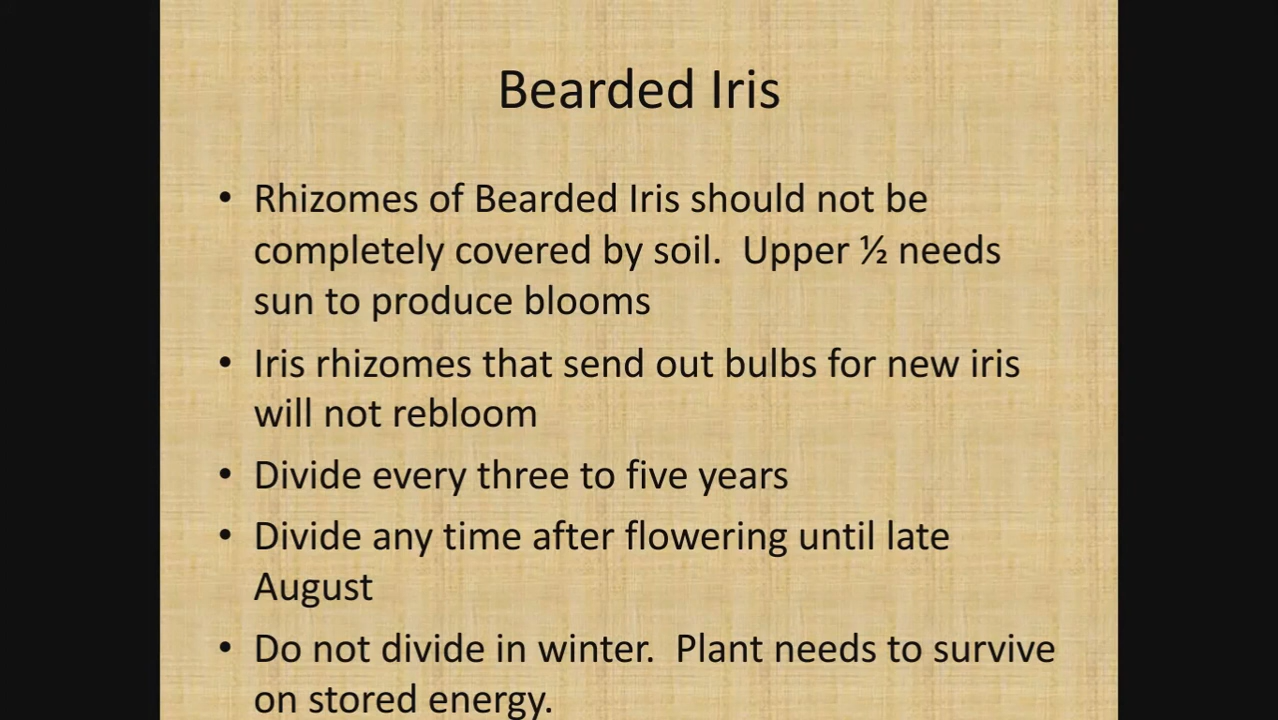 Bearded Iris
• Rhizomes of Bearded Iris should not be
completely covered by soil.  Upper ½ needs
sun to produce blooms
• Iris rhizomes that send out bulbs for new iris
will not rebloom
• Divide every three to five years
• Divide any time after flowering until late
August
• Do not divide in winter.  Plant needs to survive
on stored energy.